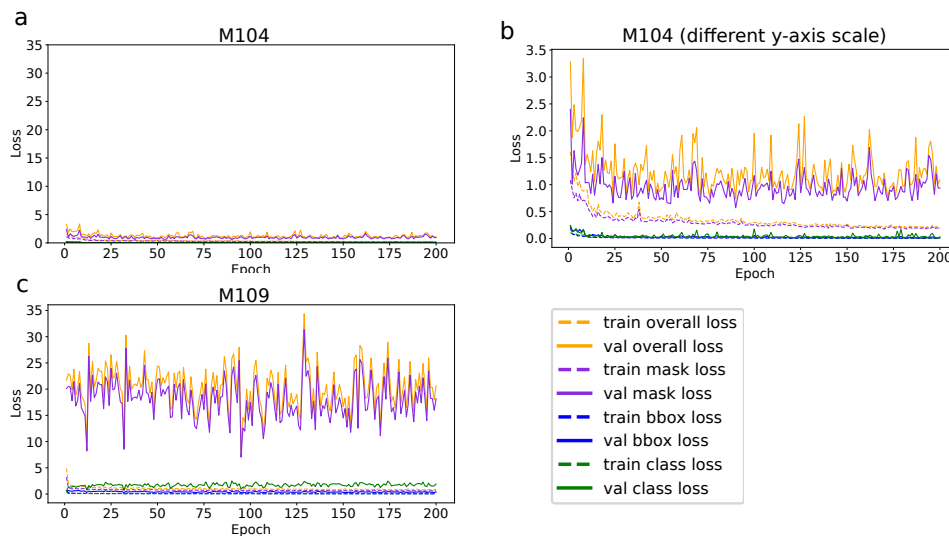 a
M104
35
30
25
20
15
10
5
0
Loss
0 25 50 75 100 125 150 175 200
Epoch
b
M104 (different y-axis scale)
3.5
3.0
2.5
2.0
1.5
1.0
0.5
0.0
Loss
0 25 50 75 100 125 150 175 200
Epoch
c
M109
35
30
25
20
15
10
5
0
Loss
0 25 50 75 100 125 150 175 200
Epoch
train overall loss
val overall loss
train mask loss
val mask loss
train bbox loss
val bbox loss
train class loss
val class loss